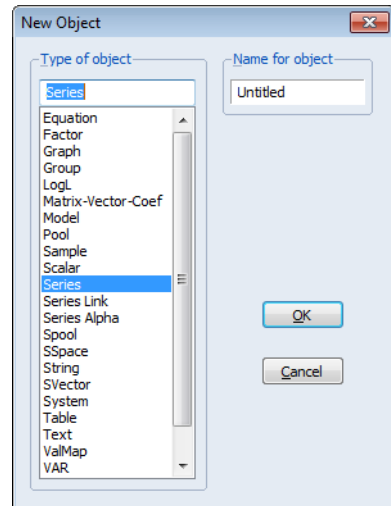 New Object
Type of object
Name for object
Series
Untitled
Equation
Factor
Graph
Group
LogL
Matrix-Vector-Coef
Model
Pool
Sample
Scalar
Series
Series Link
Series Alpha
Spool
SSpace
String
SVector
System
Table
Text
ValMap
VAR
OK
Cancel